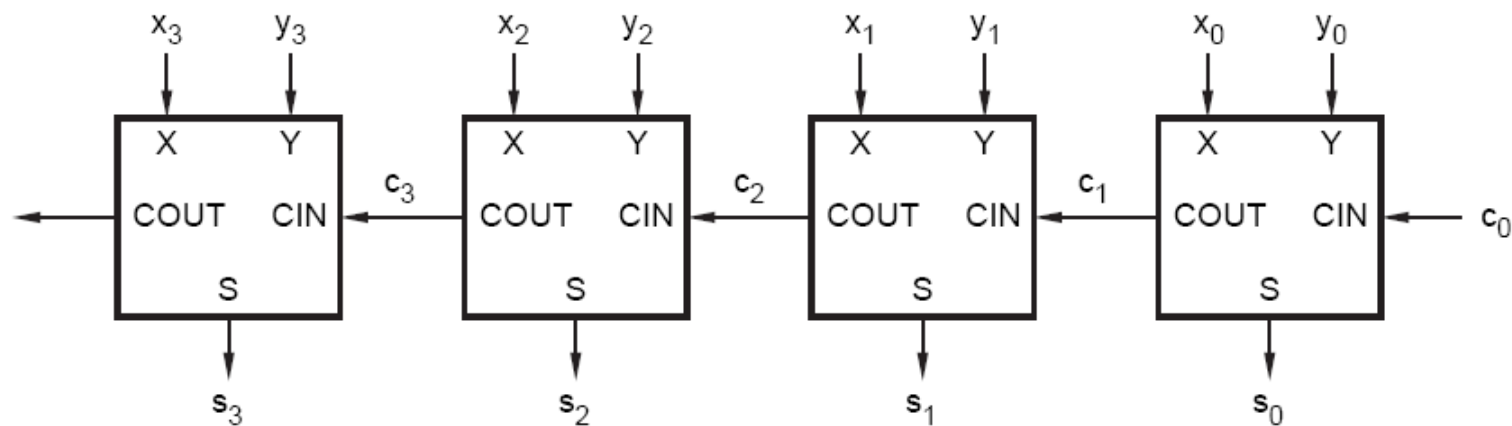 x₃ y₃ x₂ y₂ x₁ y₁ x₀ y₀
X Y X Y X Y X Y
c₃ c₂ c₁
COUT CIN COUT CIN COUT CIN COUT CIN c₀
S S S S
s₃ s₂ s₁ s₀